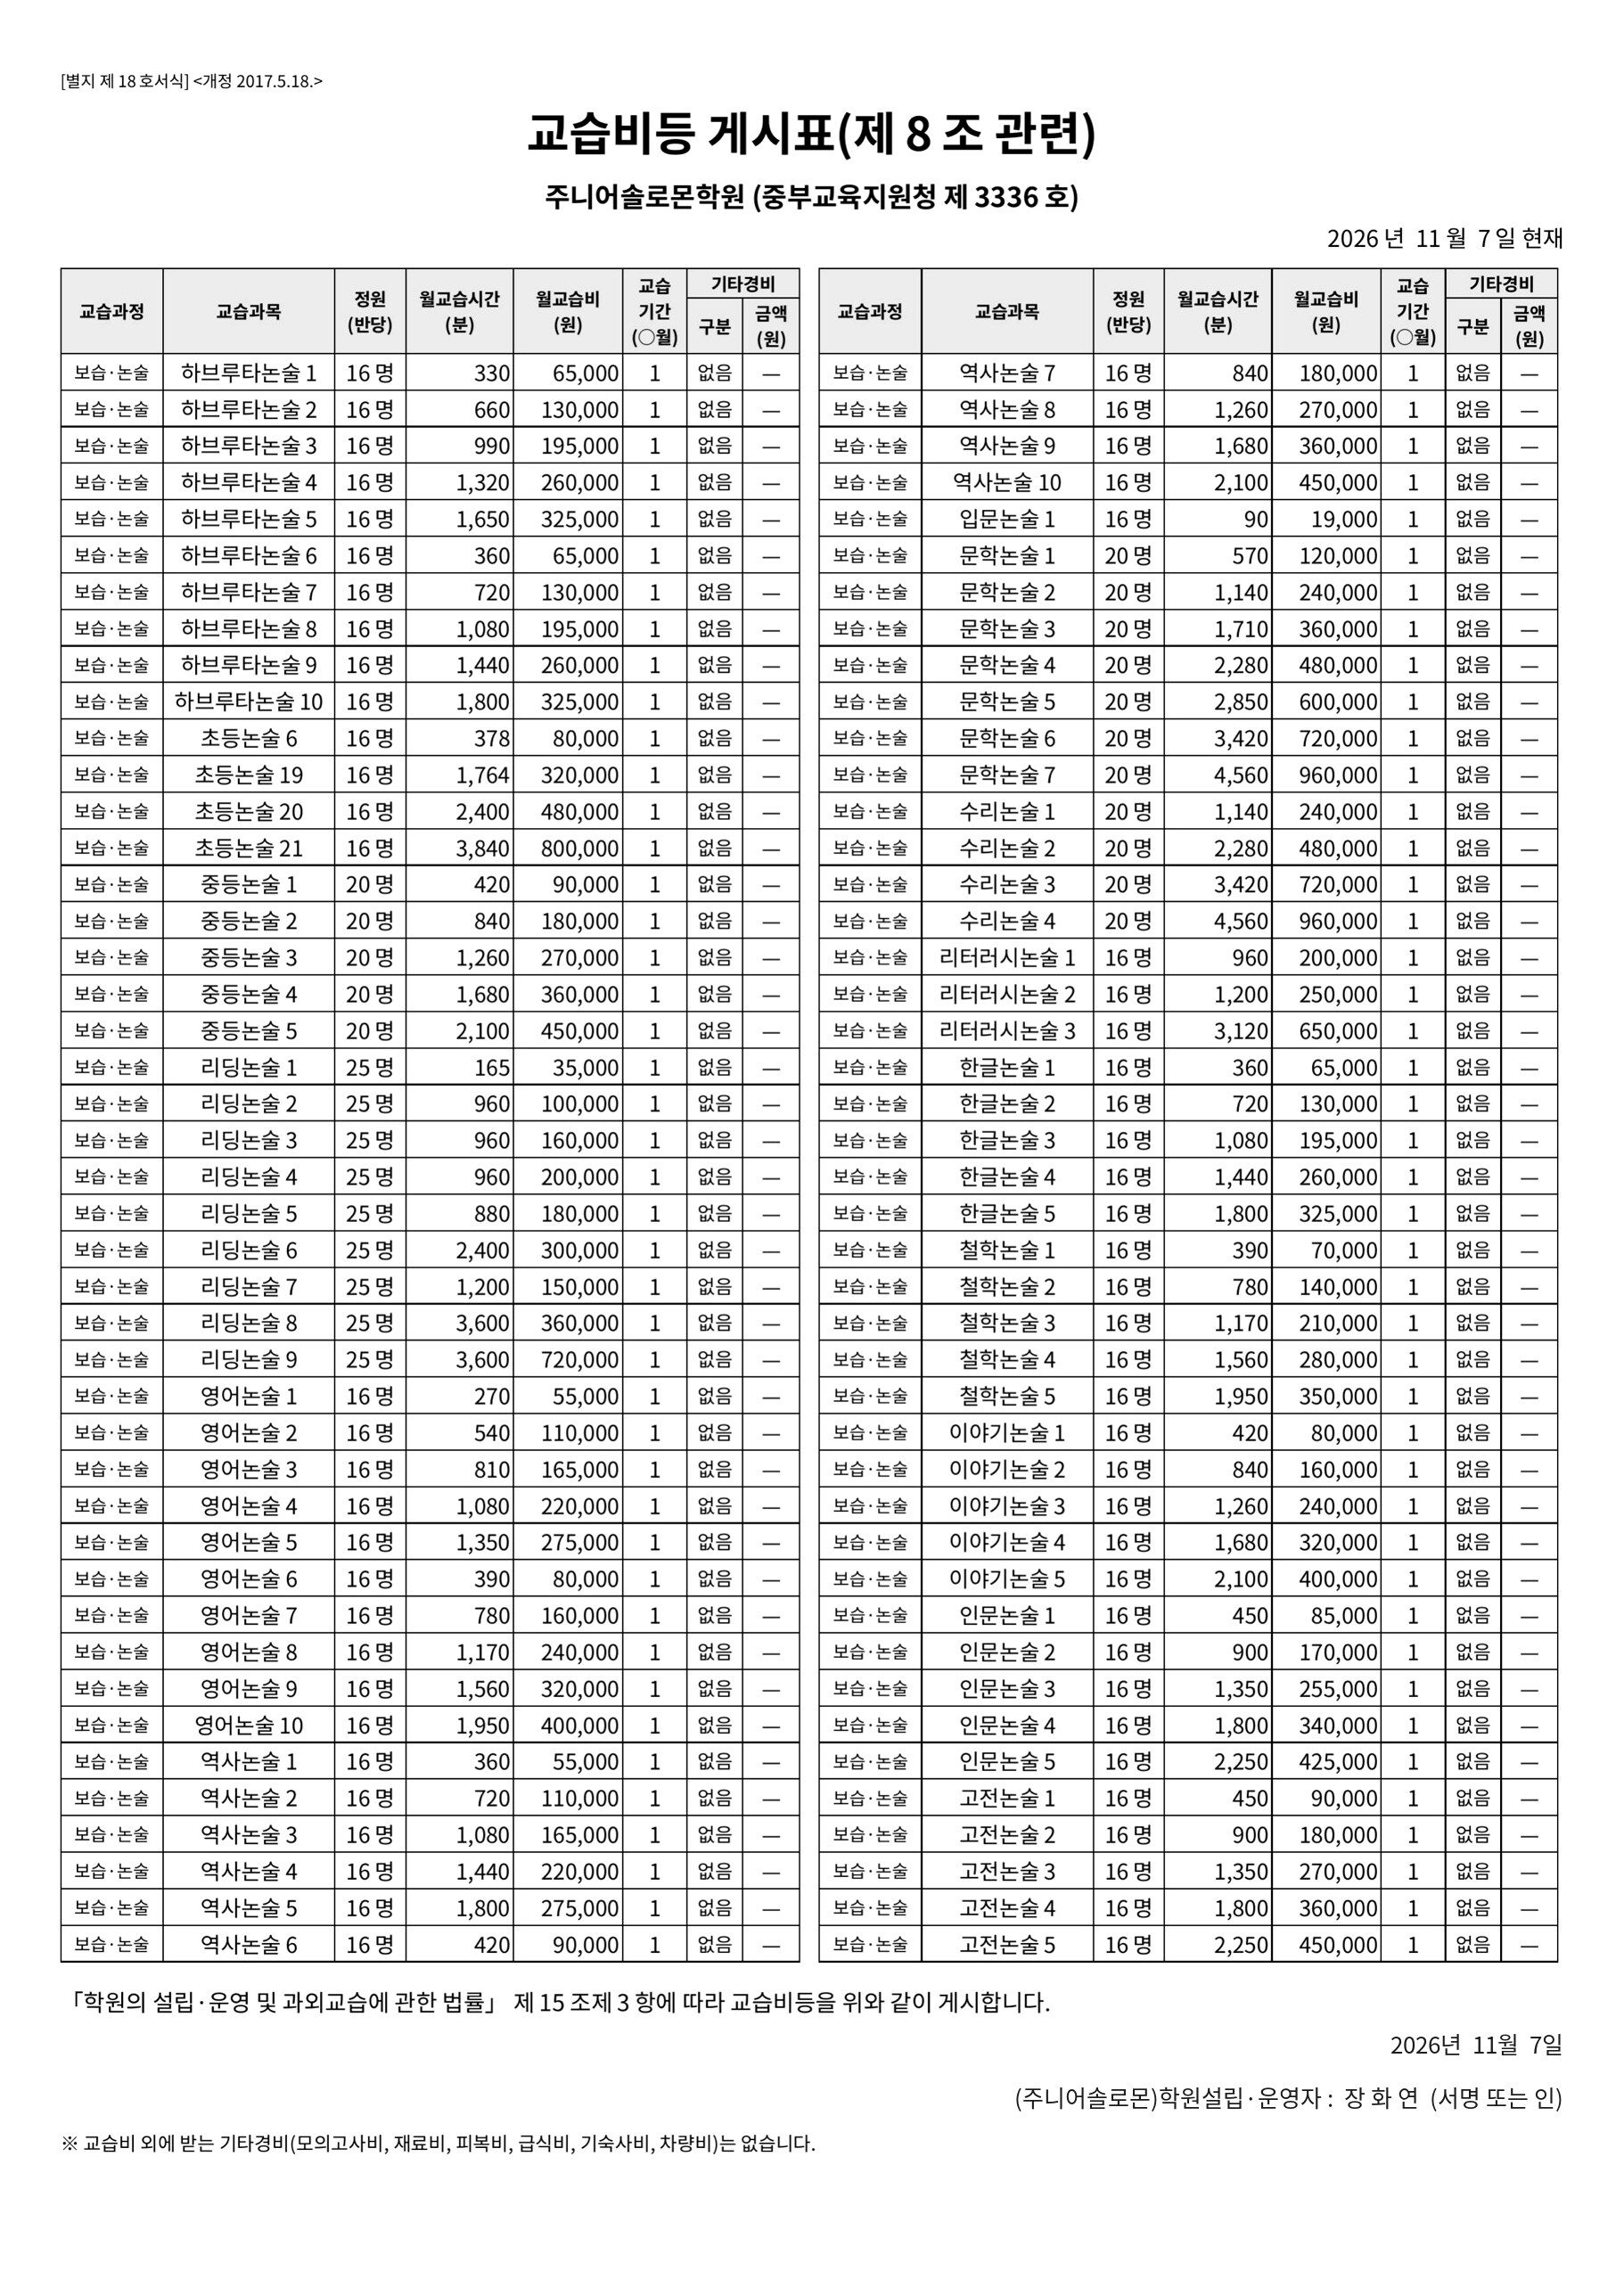 [별지 제 18 호서식] <개정 2017.5.18.>
교습비등 게시표(제 8 조 관련)
주니어솔로몬학원 (중부교육지원청 제 3336 호)
2026 년 11 월 7 일 현재
교습과정 교습과목 정원(반당) 월교습시간(분) 월교습비(원) 교습기간(○월) 기타경비 구분 금액(원)
보습·논술 하브루타논술 1 16 명 330 65,000 1 없음 —
보습·논술 하브루타논술 2 16 명 660 130,000 1 없음 —
보습·논술 하브루타논술 3 16 명 990 195,000 1 없음 —
보습·논술 하브루타논술 4 16 명 1,320 260,000 1 없음 —
보습·논술 하브루타논술 5 16 명 1,650 325,000 1 없음 —
보습·논술 하브루타논술 6 16 명 360 65,000 1 없음 —
보습·논술 하브루타논술 7 16 명 720 130,000 1 없음 —
보습·논술 하브루타논술 8 16 명 1,080 195,000 1 없음 —
보습·논술 하브루타논술 9 16 명 1,440 260,000 1 없음 —
보습·논술 하브루타논술 10 16 명 1,800 325,000 1 없음 —
보습·논술 초등논술 6 16 명 378 80,000 1 없음 —
보습·논술 초등논술 19 16 명 1,764 320,000 1 없음 —
보습·논술 초등논술 20 16 명 2,400 480,000 1 없음 —
보습·논술 초등논술 21 16 명 3,840 800,000 1 없음 —
보습·논술 중등논술 1 20 명 420 90,000 1 없음 —
보습·논술 중등논술 2 20 명 840 180,000 1 없음 —
보습·논술 중등논술 3 20 명 1,260 270,000 1 없음 —
보습·논술 중등논술 4 20 명 1,680 360,000 1 없음 —
보습·논술 중등논술 5 20 명 2,100 450,000 1 없음 —
보습·논술 리딩논술 1 25 명 165 35,000 1 없음 —
보습·논술 리딩논술 2 25 명 960 100,000 1 없음 —
보습·논술 리딩논술 3 25 명 960 160,000 1 없음 —
보습·논술 리딩논술 4 25 명 960 200,000 1 없음 —
보습·논술 리딩논술 5 25 명 880 180,000 1 없음 —
보습·논술 리딩논술 6 25 명 2,400 300,000 1 없음 —
보습·논술 리딩논술 7 25 명 1,200 150,000 1 없음 —
보습·논술 리딩논술 8 25 명 3,600 360,000 1 없음 —
보습·논술 리딩논술 9 25 명 3,600 720,000 1 없음 —
보습·논술 영어논술 1 16 명 270 55,000 1 없음 —
보습·논술 영어논술 2 16 명 540 110,000 1 없음 —
보습·논술 영어논술 3 16 명 810 165,000 1 없음 —
보습·논술 영어논술 4 16 명 1,080 220,000 1 없음 —
보습·논술 영어논술 5 16 명 1,350 275,000 1 없음 —
보습·논술 영어논술 6 16 명 390 80,000 1 없음 —
보습·논술 영어논술 7 16 명 780 160,000 1 없음 —
보습·논술 영어논술 8 16 명 1,170 240,000 1 없음 —
보습·논술 영어논술 9 16 명 1,560 320,000 1 없음 —
보습·논술 영어논술 10 16 명 1,950 400,000 1 없음 —
보습·논술 역사논술 1 16 명 360 55,000 1 없음 —
보습·논술 역사논술 2 16 명 720 110,000 1 없음 —
보습·논술 역사논술 3 16 명 1,080 165,000 1 없음 —
보습·논술 역사논술 4 16 명 1,440 220,000 1 없음 —
보습·논술 역사논술 5 16 명 1,800 275,000 1 없음 —
보습·논술 역사논술 6 16 명 420 90,000 1 없음 —
교습과정 교습과목 정원(반당) 월교습시간(분) 월교습비(원) 교습기간(○월) 기타경비 구분 금액(원)
보습·논술 역사논술 7 16 명 840 180,000 1 없음 —
보습·논술 역사논술 8 16 명 1,260 270,000 1 없음 —
보습·논술 역사논술 9 16 명 1,680 360,000 1 없음 —
보습·논술 역사논술 10 16 명 2,100 450,000 1 없음 —
보습·논술 입문논술 1 16 명 90 19,000 1 없음 —
보습·논술 문학논술 1 20 명 570 120,000 1 없음 —
보습·논술 문학논술 2 20 명 1,140 240,000 1 없음 —
보습·논술 문학논술 3 20 명 1,710 360,000 1 없음 —
보습·논술 문학논술 4 20 명 2,280 480,000 1 없음 —
보습·논술 문학논술 5 20 명 2,850 600,000 1 없음 —
보습·논술 문학논술 6 20 명 3,420 720,000 1 없음 —
보습·논술 문학논술 7 20 명 4,560 960,000 1 없음 —
보습·논술 수리논술 1 20 명 1,140 240,000 1 없음 —
보습·논술 수리논술 2 20 명 2,280 480,000 1 없음 —
보습·논술 수리논술 3 20 명 3,420 720,000 1 없음 —
보습·논술 수리논술 4 20 명 4,560 960,000 1 없음 —
보습·논술 리터러시논술 1 16 명 960 200,000 1 없음 —
보습·논술 리터러시논술 2 16 명 1,200 250,000 1 없음 —
보습·논술 리터러시논술 3 16 명 3,120 650,000 1 없음 —
보습·논술 한글논술 1 16 명 360 65,000 1 없음 —
보습·논술 한글논술 2 16 명 720 130,000 1 없음 —
보습·논술 한글논술 3 16 명 1,080 195,000 1 없음 —
보습·논술 한글논술 4 16 명 1,440 260,000 1 없음 —
보습·논술 한글논술 5 16 명 1,800 325,000 1 없음 —
보습·논술 철학논술 1 16 명 390 70,000 1 없음 —
보습·논술 철학논술 2 16 명 780 140,000 1 없음 —
보습·논술 철학논술 3 16 명 1,170 210,000 1 없음 —
보습·논술 철학논술 4 16 명 1,560 280,000 1 없음 —
보습·논술 철학논술 5 16 명 1,950 350,000 1 없음 —
보습·논술 이야기논술 1 16 명 420 80,000 1 없음 —
보습·논술 이야기논술 2 16 명 840 160,000 1 없음 —
보습·논술 이야기논술 3 16 명 1,260 240,000 1 없음 —
보습·논술 이야기논술 4 16 명 1,680 320,000 1 없음 —
보습·논술 이야기논술 5 16 명 2,100 400,000 1 없음 —
보습·논술 인문논술 1 16 명 450 85,000 1 없음 —
보습·논술 인문논술 2 16 명 900 170,000 1 없음 —
보습·논술 인문논술 3 16 명 1,350 255,000 1 없음 —
보습·논술 인문논술 4 16 명 1,800 340,000 1 없음 —
보습·논술 인문논술 5 16 명 2,250 425,000 1 없음 —
보습·논술 고전논술 1 16 명 450 90,000 1 없음 —
보습·논술 고전논술 2 16 명 900 180,000 1 없음 —
보습·논술 고전논술 3 16 명 1,350 270,000 1 없음 —
보습·논술 고전논술 4 16 명 1,800 360,000 1 없음 —
보습·논술 고전논술 5 16 명 2,250 450,000 1 없음 —
「학원의 설립·운영 및 과외교습에 관한 법률」 제 15 조제 3 항에 따라 교습비등을 위와 같이 게시합니다.
2026년 11월 7일
(주니어솔로몬)학원설립·운영자 : 장 화 연 (서명 또는 인)
※ 교습비 외에 받는 기타경비(모의고사비, 재료비, 피복비, 급식비, 기숙사비, 차량비)는 없습니다.